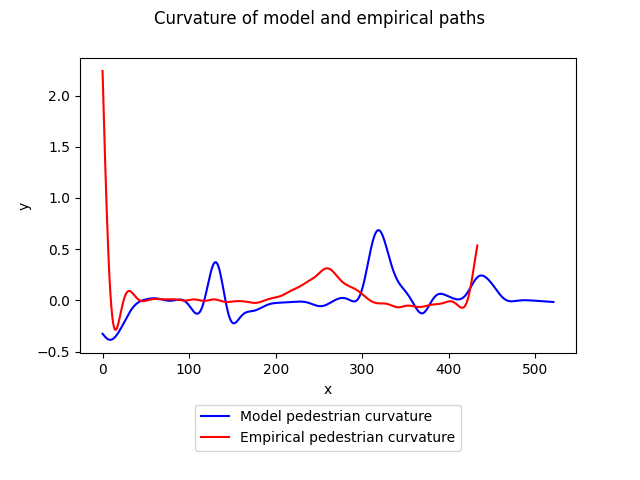 Curvature of model and empirical paths
2.0
1.5
1.0
0.5
0.0
−0.5
y
0 100 200 300 400 500
x
Model pedestrian curvature
Empirical pedestrian curvature